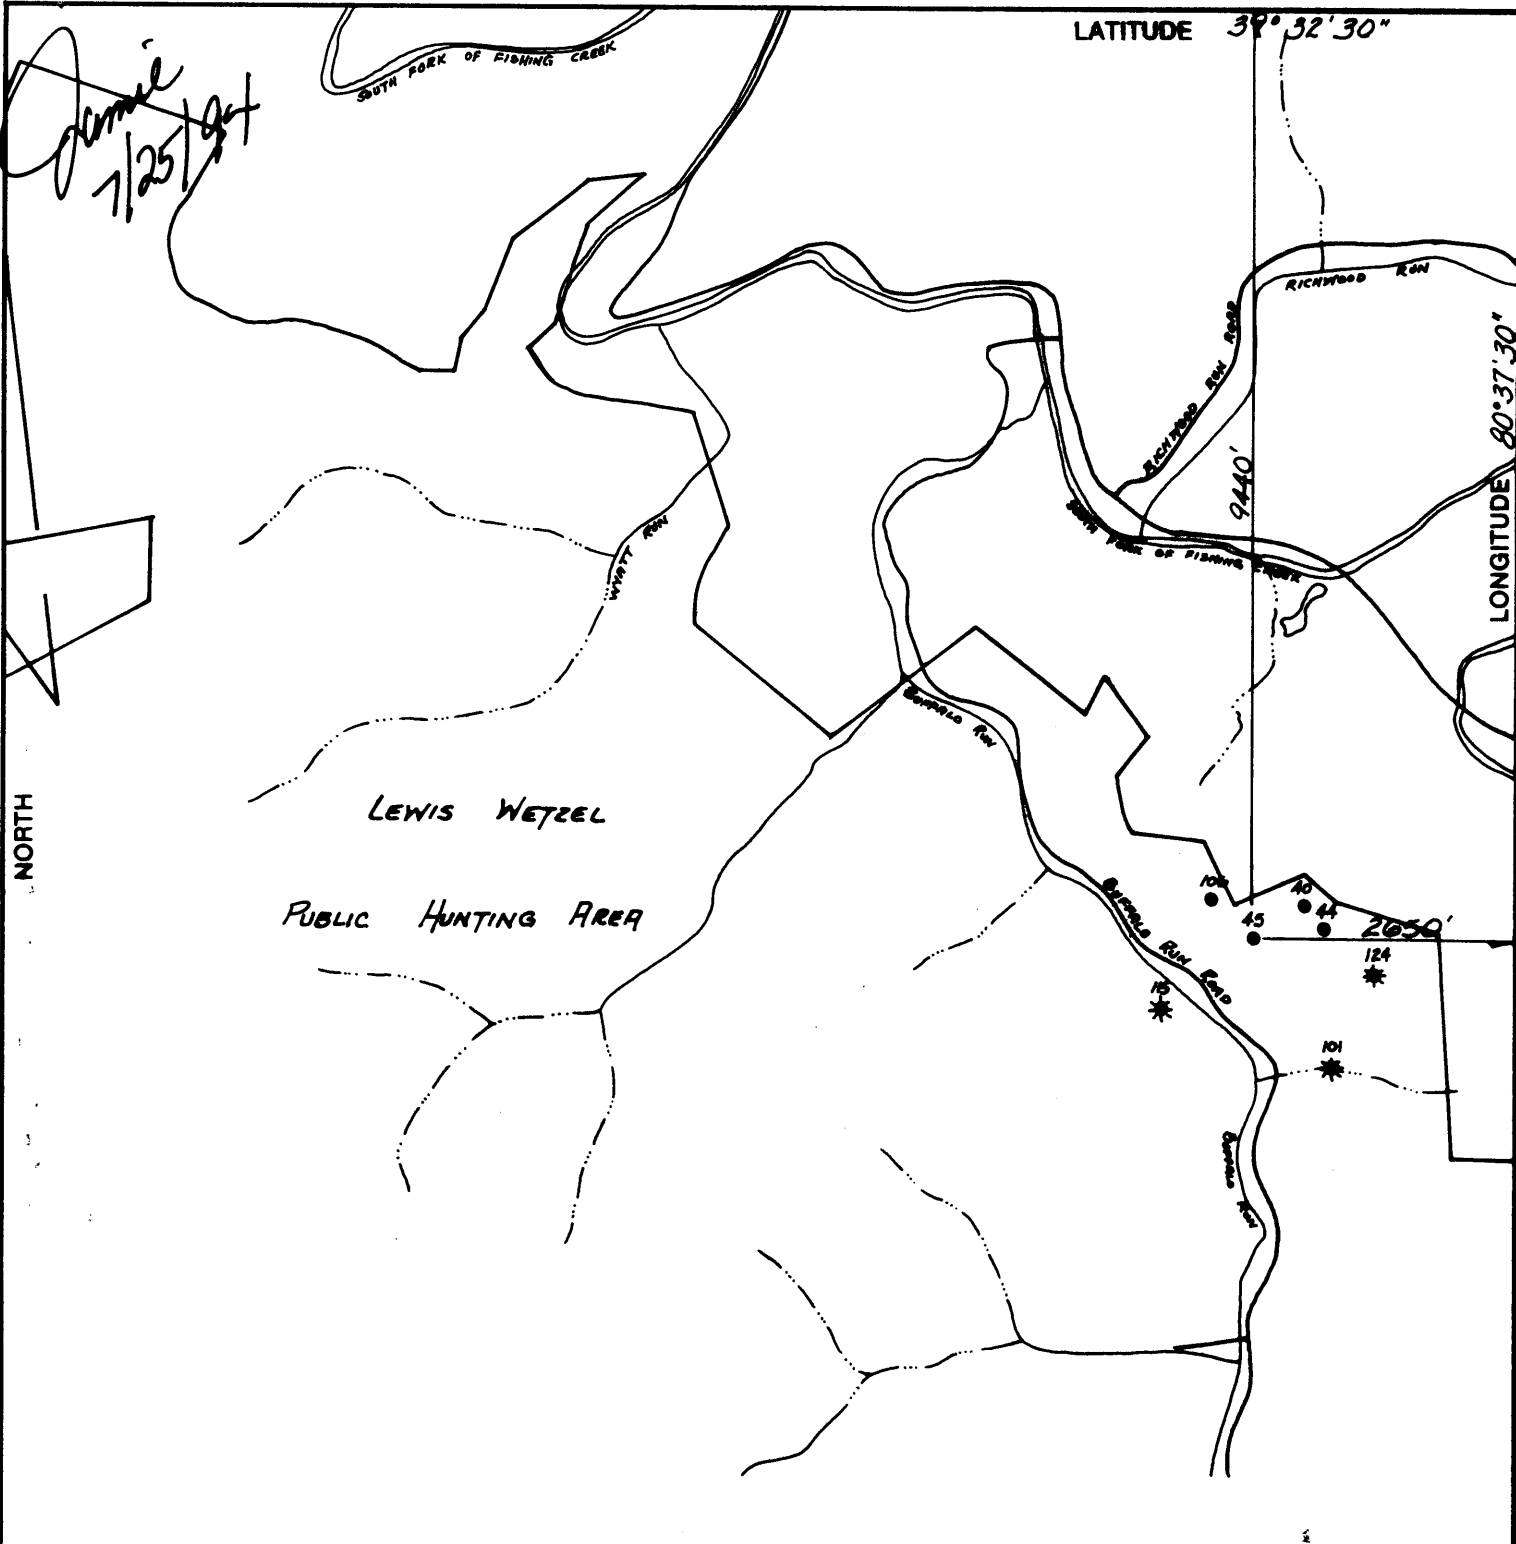 LATITUDE 39° 32' 30"
SOUTH FORK OF FISHING CREEK
Jamie
7/25/94
RICHWOOD RUN
RICHWOOD RUN ROAD
LONGITUDE 80° 37' 30"
9440'
SOUTH FORK OF FISHING CREEK
WYATT RUN
BUFFALO RUN
NORTH
LEWIS WETZEL
PUBLIC HUNTING AREA
BUFFALO RUN ROAD
106
40
45
44
2650'
124
115
101
BUFFALO RUN